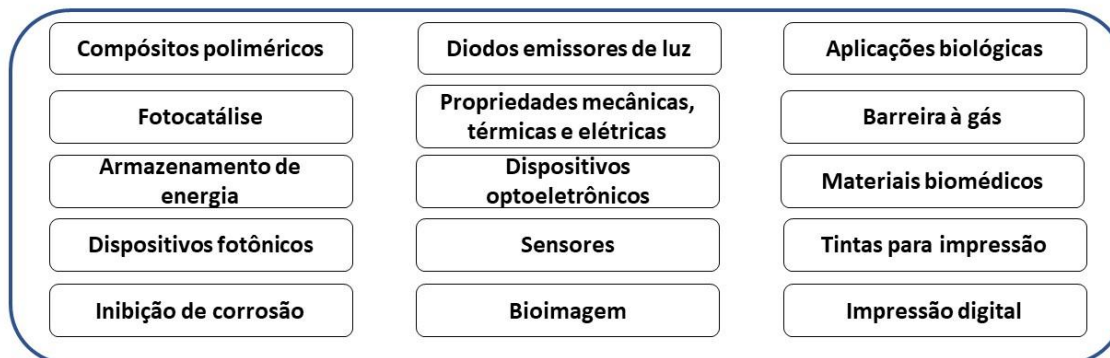 Compósitos poliméricos
Diodos emissores de luz
Aplicações biológicas
Fotocatálise
Propriedades mecânicas,
térmicas e elétricas
Barreira à gás
Armazenamento de
energia
Dispositivos
optoeletrônicos
Materiais biomédicos
Dispositivos fotônicos
Sensores
Tintas para impressão
Inibição de corrosão
Bioimagem
Impressão digital